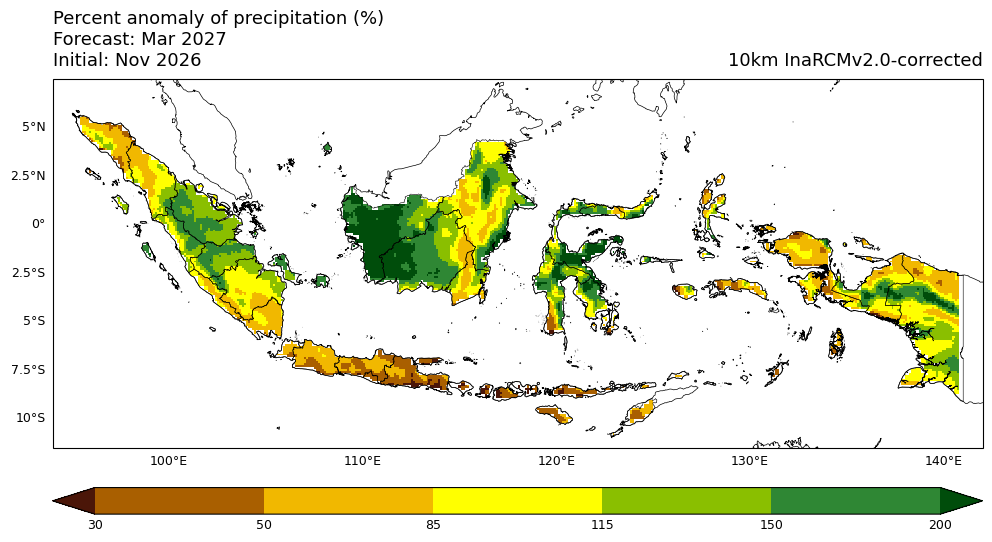 Percent anomaly of precipitation (%)
Forecast: Mar 2027
Initial: Nov 2026
10km InaRCMv2.0-corrected
5°N
2.5°N
0°
2.5°S
5°S
7.5°S
10°S
100°E 110°E 120°E 130°E 140°E
30 50 85 115 150 200